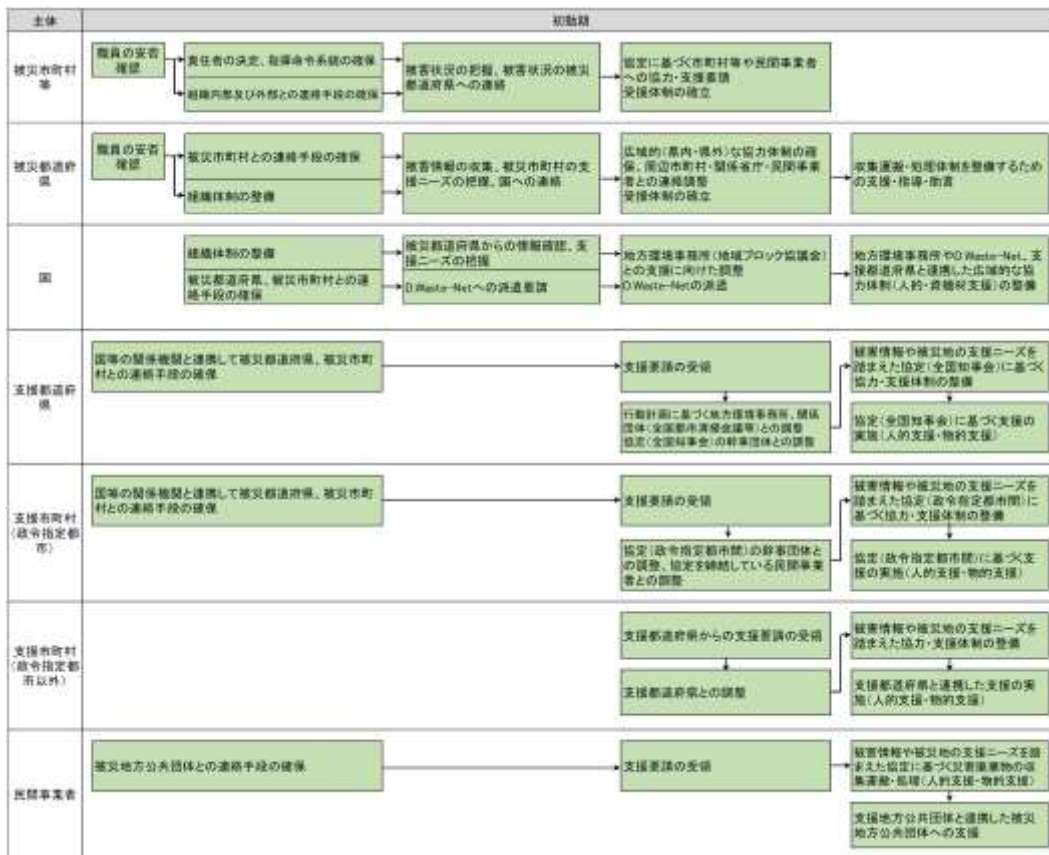 主体
初動期
被災市町村
等
職員の安否
確認
責任者の決定、指揮命令系統の確保
組織内部及び外部との連絡手段の確保
被害状況の把握、被害状況の被災
都道府県への連絡
協定に基づく市町村等や民間事業者
への協力・支援要請
受援体制の確立
被災都道府
県
職員の安否
確認
被災市町村との連絡手段の確保
組織体制の整備
被害情報の収集、被災市町村の支
援ニーズの把握、国への連絡
広域的(県内・県外)な協力体制の確
保、周辺市町村・関係省庁・民間事業
者との連絡調整
受援体制の確立
収集運搬・処理体制を整備するため
の支援・指導・助言
国
組織体制の整備
被災都道府県、被災市町村との連
絡手段の確保
被災都道府県からの情報確認、支
援ニーズの把握
D.Waste-Netへの派遣要請
地方環境事務所(地域ブロック協議会)
との支援に向けた調整
D.Waste-Netの派遣
地方環境事務所やD.Waste-Net、支
援都道府県と連携した広域的な協
力体制(人的・資機材支援)の整備
支援都道府
県
国等の関係機関と連携して被災都道府県、被災市町
村との連絡手段の確保
支援要請の受領
行動計画に基づく地方環境事務所、関係
団体(全国都市清掃会議等)との調整
協定(全国知事会)の幹事団体との調整
被害情報や被災地の支援ニーズを
踏まえた協定(全国知事会)に基づく
協力・支援体制の整備
協定(全国知事会)に基づく支援の
実施(人的支援・物的支援)
支援市町村
(政令指定都
市)
国等の関係機関と連携して被災都道府県、被災市町
村との連絡手段の確保
支援要請の受領
協定(政令指定都市間)の幹事団体と
の調整、協定を締結している民間事業
者との調整
被害情報や被災地の支援ニーズを
踏まえた協定(政令指定都市間)に
基づく協力・支援体制の整備
協定(政令指定都市間)に基づく支
援の実施(人的支援・物的支援)
支援市町村
(政令指定都
市以外)
支援都道府県からの支援要請の受領
支援都道府県との調整
被害情報や被災地の支援ニーズを
踏まえた協力・支援体制の整備
支援都道府県と連携した支援の実
施(人的支援・物的支援)
民間事業者
被災地方公共団体との連絡手段の確保
支援要請の受領
被害情報や被災地の支援ニーズを踏
まえた協定に基づく災害廃棄物の収
集運搬・処理(人的支援・物的支援)
支援地方公共団体と連携した被災
地方公共団体への支援